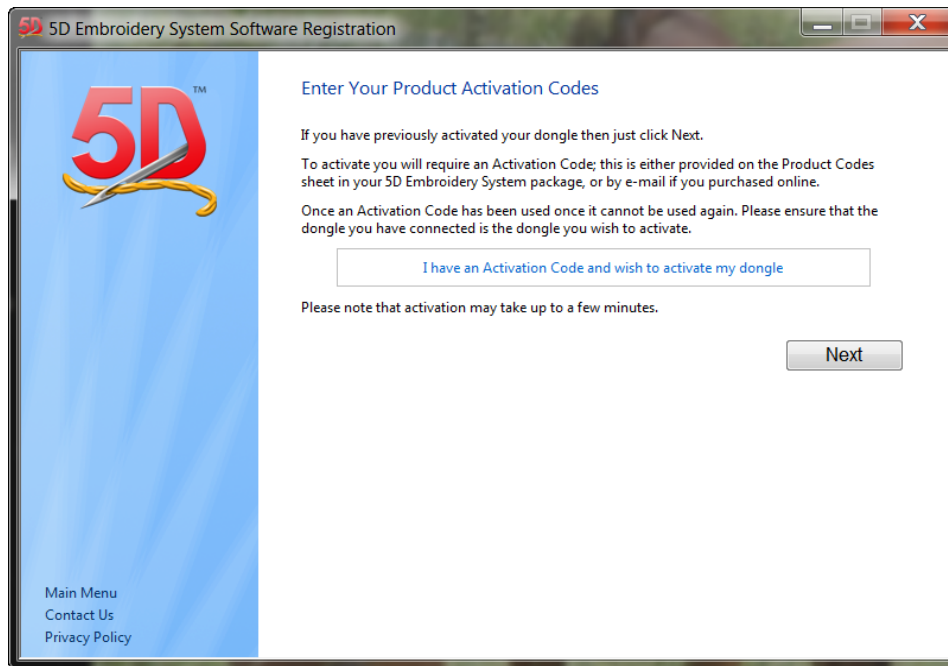 5D 5D Embroidery System Software Registration
5D™
Enter Your Product Activation Codes
If you have previously activated your dongle then just click Next.
To activate you will require an Activation Code; this is either provided on the Product Codes
sheet in your 5D Embroidery System package, or by e-mail if you purchased online.
Once an Activation Code has been used once it cannot be used again. Please ensure that the
dongle you have connected is the dongle you wish to activate.
I have an Activation Code and wish to activate my dongle
Please note that activation may take up to a few minutes.
Next
Main Menu
Contact Us
Privacy Policy